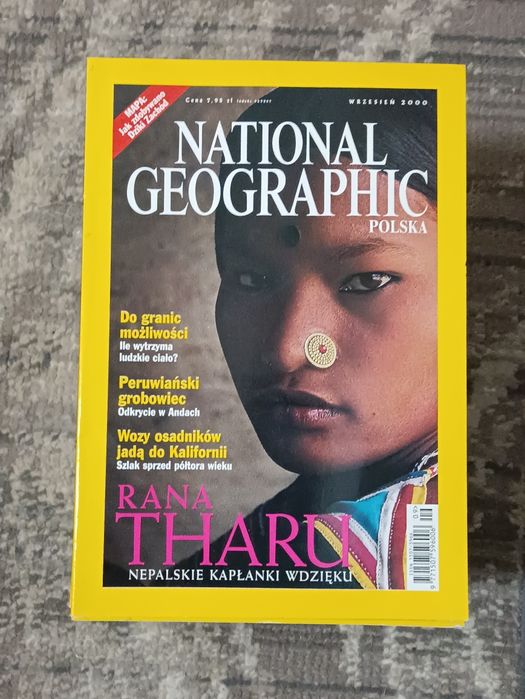 MAPA:
Jak zdobywano
Dziki Zachód
Cena 7,95 zł
WRZESIEŃ 2000
NATIONAL
GEOGRAPHIC
POLSKA
Do granic
możliwości
Ile wytrzyma
ludzkie ciało?
Peruwiański
grobowiec
Odkrycie w Andach
Wozy osadników
jadą do Kalifornii
Szlak sprzed półtora wieku
RANA
THARU
NEPALSKIE KAPŁANKI WDZIĘKU